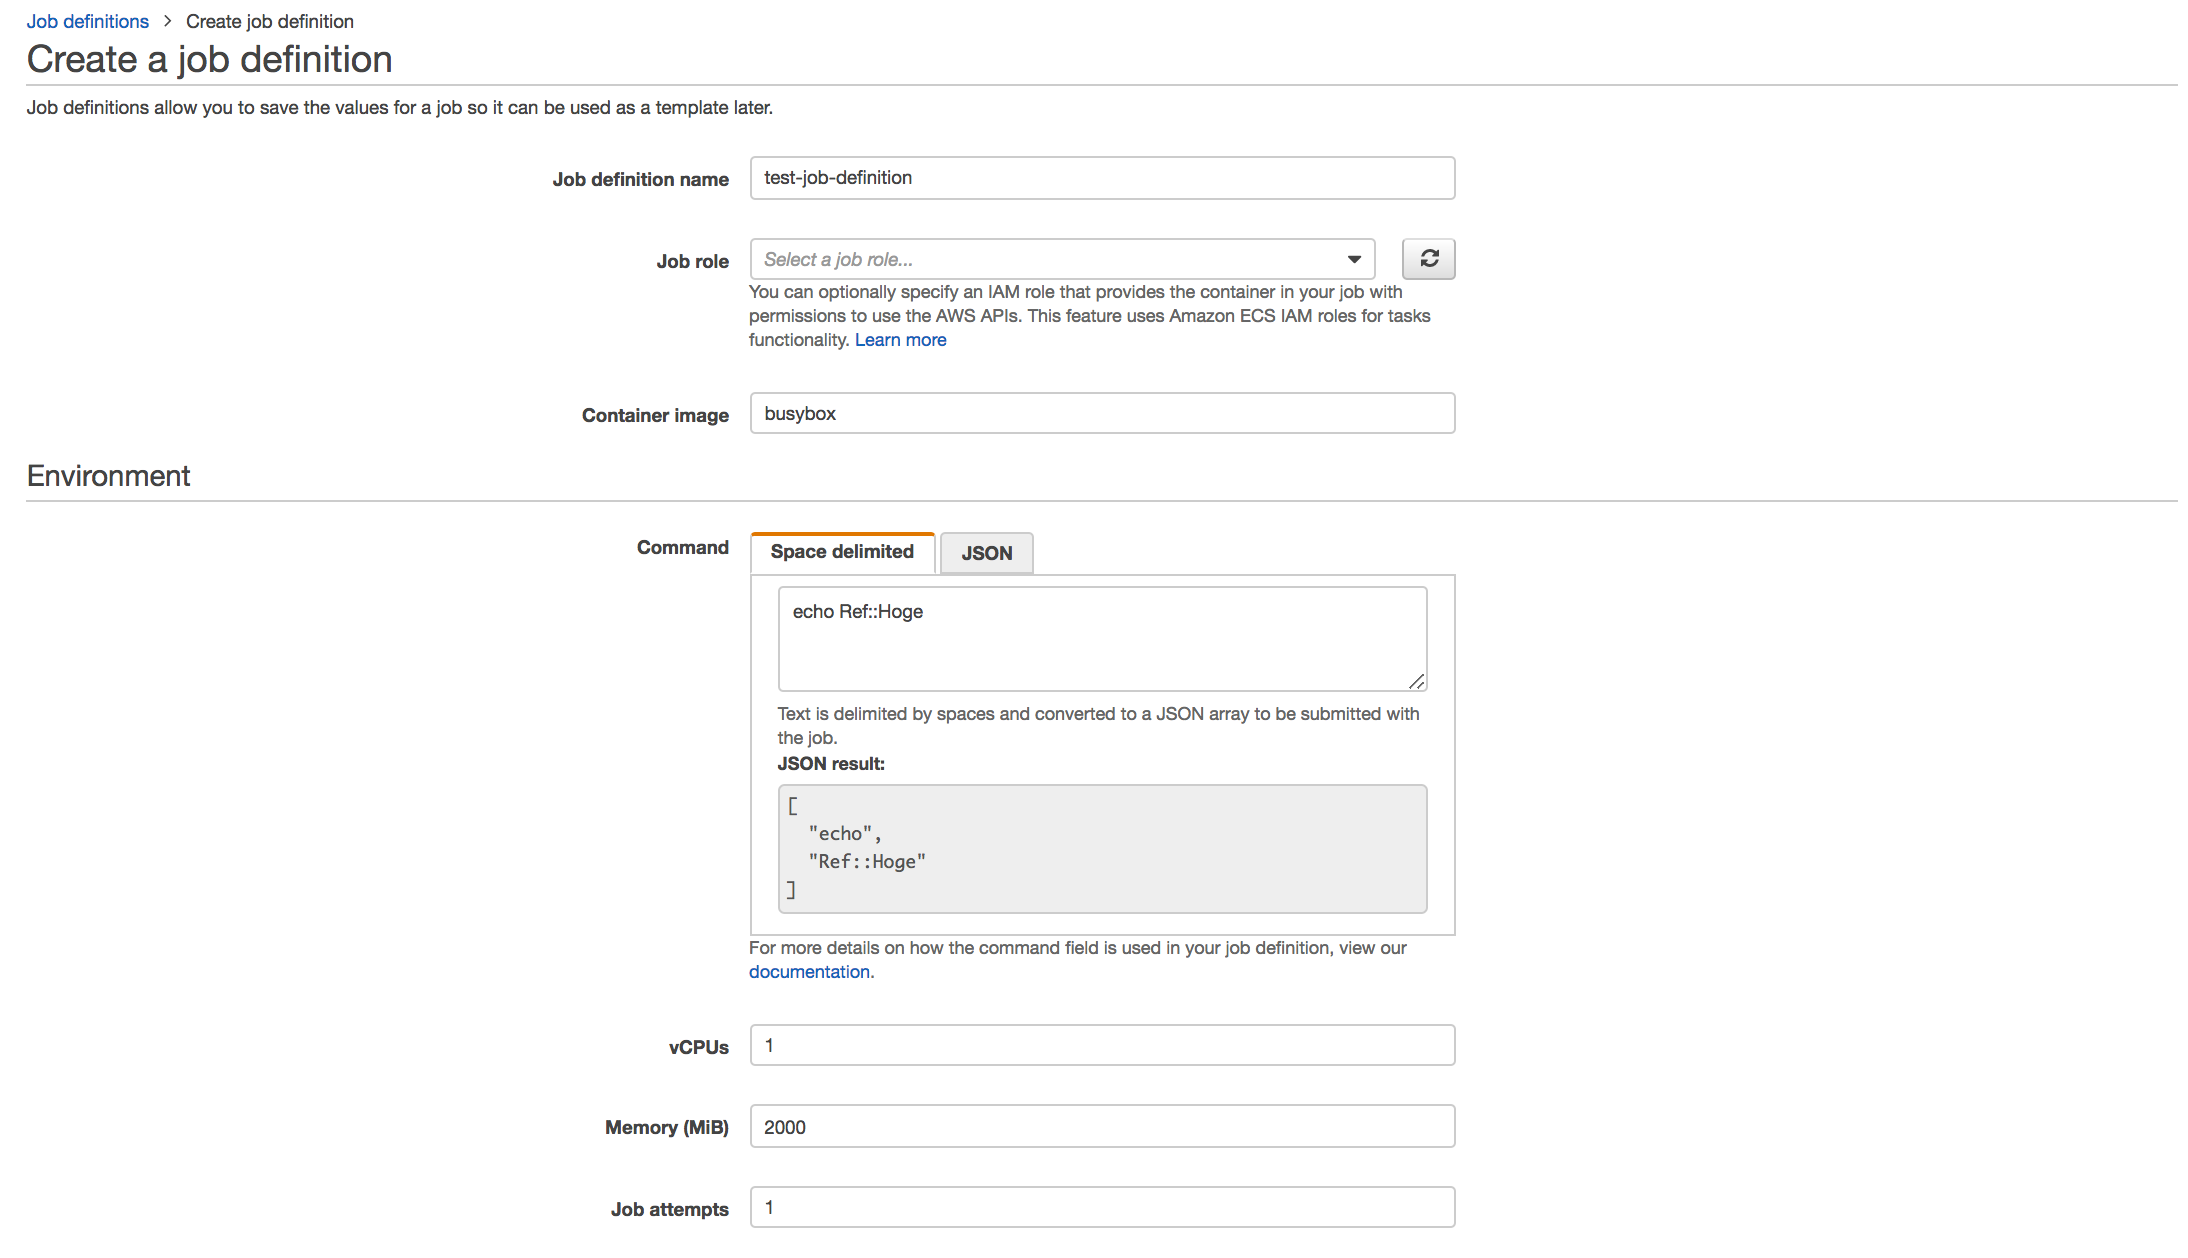 Job definitions > Create job definition
Create a job definition
Job definitions allow you to save the values for a job so it can be used as a template later.
Job definition name
test-job-definition
Job role
Select a job role...
You can optionally specify an IAM role that provides the container in your job with
permissions to use the AWS APIs. This feature uses Amazon ECS IAM roles for tasks
functionality. Learn more
Container image
busybox
Environment
Command
Space delimited
JSON
echo Ref::Hoge
Text is delimited by spaces and converted to a JSON array to be submitted with
the job.
JSON result:
[
"echo",
"Ref::Hoge"
]
For more details on how the command field is used in your job definition, view our
documentation.
vCPUs
1
Memory (MiB)
2000
Job attempts
1